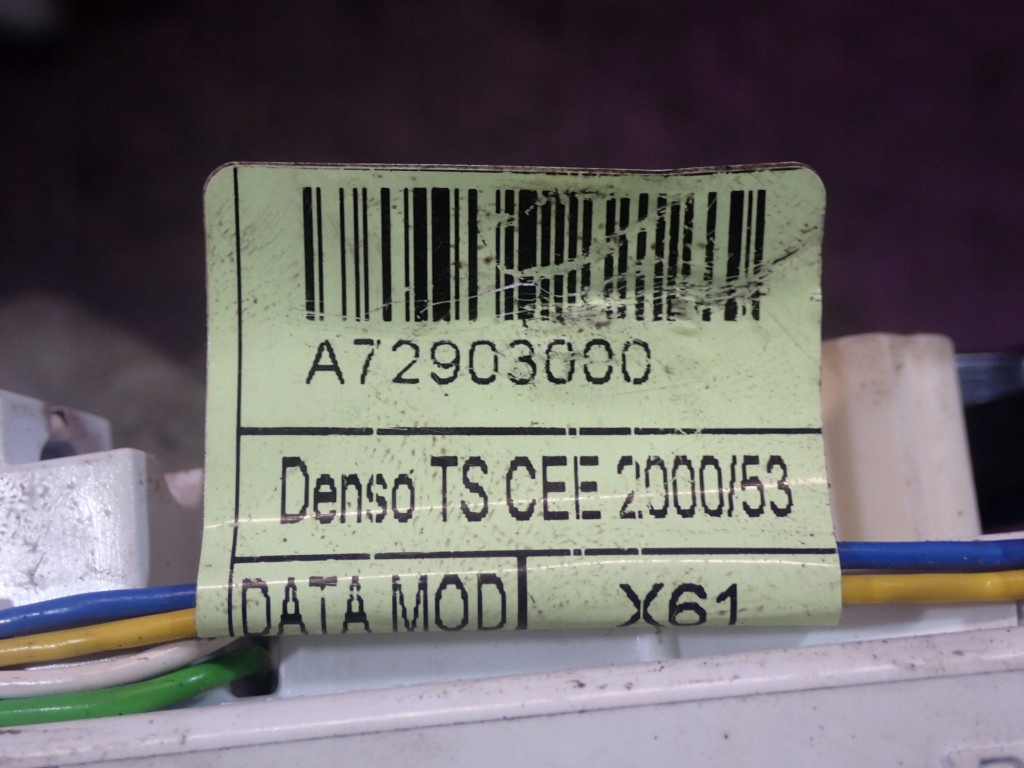 A72903000
Denso TS CEE 2000/53
DATA MOD
X61